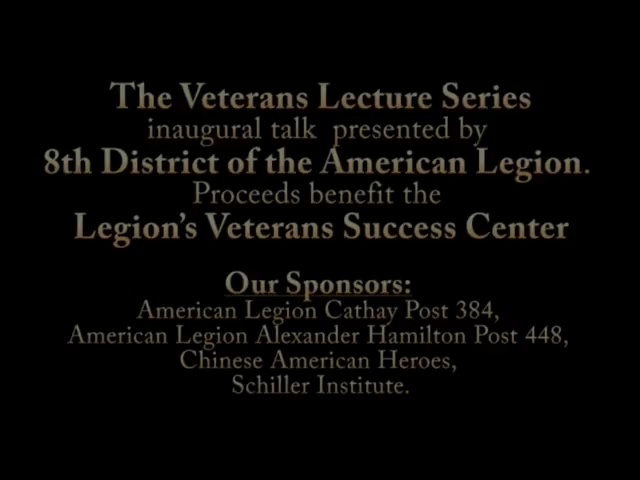 The Veterans Lecture Series
inaugural talk presented by
8th District of the American Legion.
Proceeds benefit the
Legion's Veterans Success Center
Our Sponsors:
American Legion Cathay Post 384,
American Legion Alexander Hamilton Post 448,
Chinese American Heroes,
Schiller Institute.